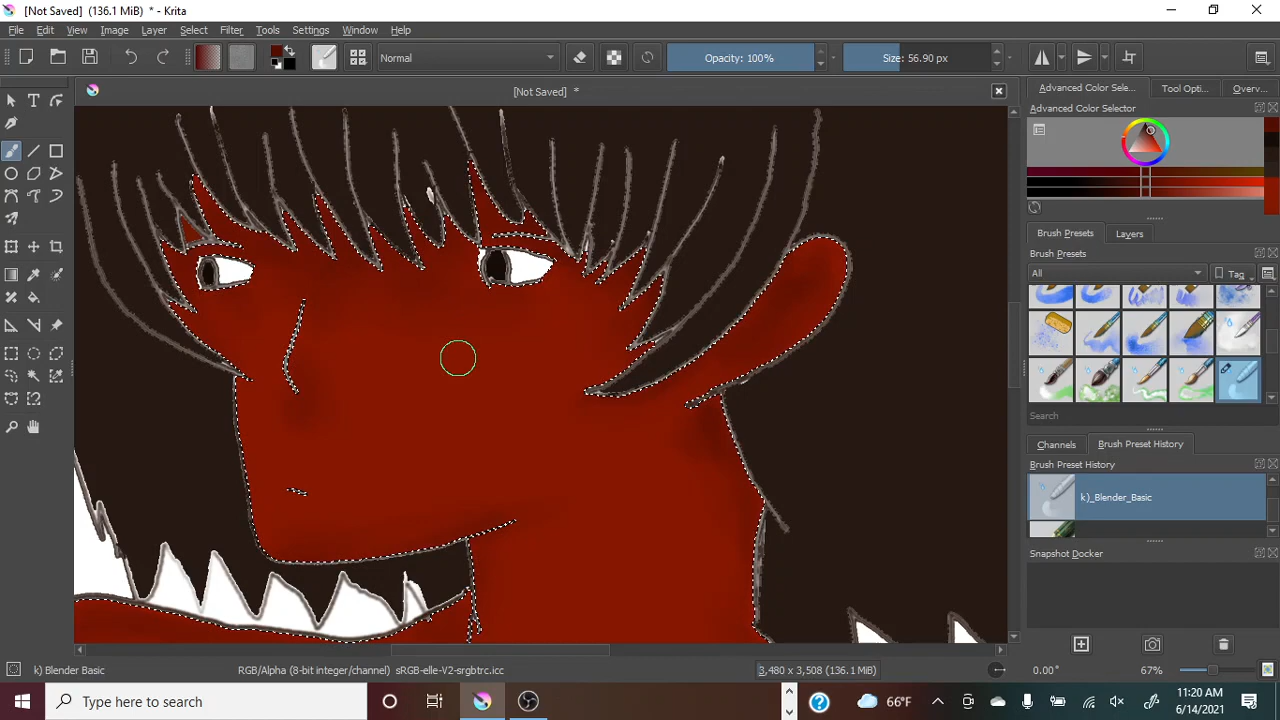 [Not Saved] (136.1 MiB) * - Krita
File Edit View Image Layer Select Filter Tools Settings Window Help
Normal
Opacity: 100%
Size: 56.90 px
[Not Saved] *
Advanced Color Sele...
Tool Opti...
Overv...
Advanced Color Selector
Brush Presets
Layers
Brush Presets
All
Tag
Search
Channels
Brush Preset History
Brush Preset History
k)_Blender_Basic
Snapshot Docker
k) Blender Basic
RGB/Alpha (8-bit integer/channel) sRGB-elle-V2-srgbtrc.icc
3,480 x 3,508 (136.1 MiB)
0.00°
67%
Type here to search
66°F
11:20 AM
6/14/2021